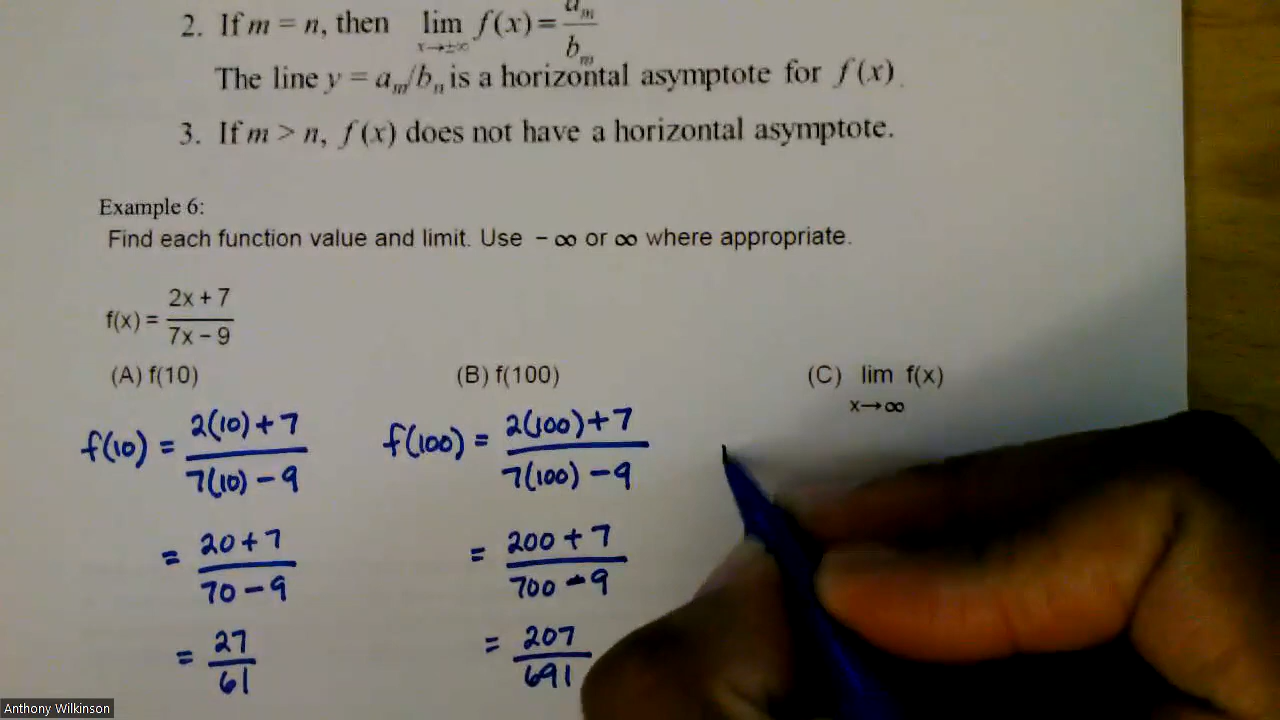 2. If m = n, then lim f(x) = a_m
x→±∞ b_m
The line y = a_m/b_n is a horizontal asymptote for f(x).
3. If m > n, f(x) does not have a horizontal asymptote.
Example 6:
Find each function value and limit. Use − ∞ or ∞ where appropriate.
f(x) = 2x + 7
7x − 9
(A) f(10) (B) f(100) (C) lim f(x)
x→∞
f(10) = 2(10) + 7
7(10) − 9
= 20 + 7
70 − 9
= 27
61
f(100) = 2(100) + 7
7(100) − 9
= 200 + 7
700 − 9
= 207
691
Anthony Wilkinson